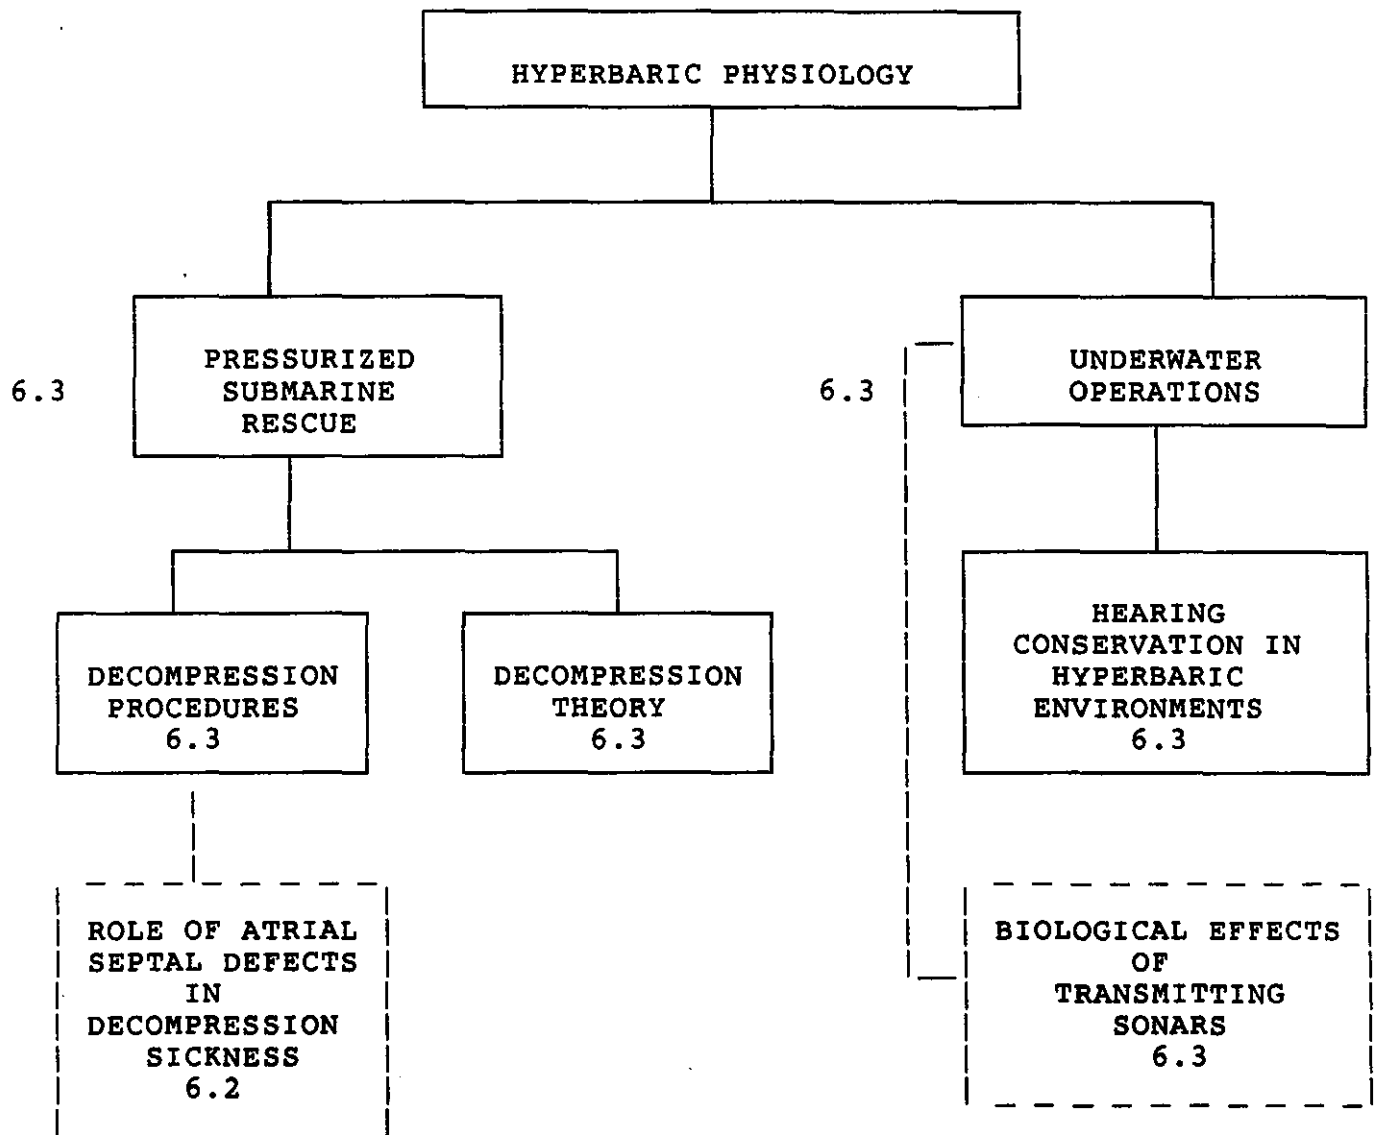 HYPERBARIC PHYSIOLOGY
6.3
PRESSURIZED
SUBMARINE
RESCUE
6.3
UNDERWATER
OPERATIONS
DECOMPRESSION
PROCEDURES
6.3
DECOMPRESSION
THEORY
6.3
HEARING
CONSERVATION IN
HYPERBARIC
ENVIRONMENTS
6.3
ROLE OF ATRIAL
SEPTAL DEFECTS
IN
DECOMPRESSION
SICKNESS
6.2
BIOLOGICAL EFFECTS
OF
TRANSMITTING
SONARS
6.3